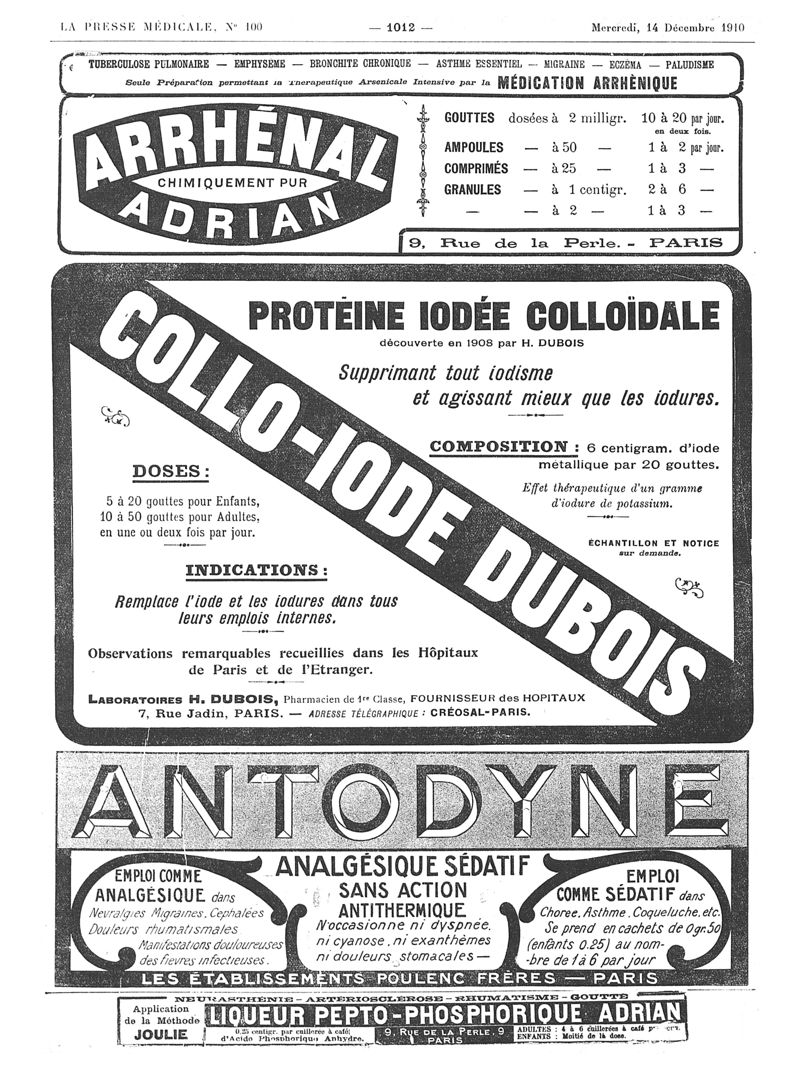 LA PRESSE MÉDICALE, N° 100 — 1012 — Mercredi, 14 Décembre 1910
TUBERCULOSE PULMONAIRE — EMPHYSEME — BRONCHITE CHRONIQUE — ASTHME ESSENTIEL — MIGRAINE — ECZÉMA — PALUDISME
Seule Préparation permettant la Therapeutique Arsenicale Intensive par la MÉDICATION ARRHÉNIQUE
ARRHÉNAL
CHIMIQUEMENT PUR
ADRIAN
GOUTTES dosées à 2 milligr. 10 à 20 par jour.
en deux fois.
AMPOULES — à 50 — 1 à 2 par jour.
COMPRIMÉS — à 25 — 1 à 3 —
GRANULES — à 1 centigr. 2 à 6 —
— — à 2 — 1 à 3 —
9, Rue de la Perle. - PARIS
PROTÉINE IODÉE COLLOÏDALE
découverte en 1908 par H. DUBOIS
Supprimant tout iodisme
et agissant mieux que les iodures.
COLLO-IODE DUBOIS
COMPOSITION : 6 centigram. d'iode
métallique par 20 gouttes.
Effet thérapeutique d'un gramme
d'iodure de potassium.
ÉCHANTILLON ET NOTICE
sur demande.
DOSES :
5 à 20 gouttes pour Enfants,
10 à 50 gouttes pour Adultes,
en une ou deux fois par jour.
INDICATIONS :
Remplace l'iode et les iodures dans tous
leurs emplois internes.
Observations remarquables recueillies dans les Hôpitaux
de Paris et de l'Etranger.
LABORATOIRES H. DUBOIS, Pharmacien de 1re Classe, FOURNISSEUR des HOPITAUX
7, Rue Jadin, PARIS. — ADRESSE TÉLÉGRAPHIQUE : CRÉOSAL-PARIS.
ANTODYNE
EMPLOI COMME
ANALGÉSIQUE dans
Nevralgies Migraines, Cephalées
Douleurs rhumatismales
Manifestations douloureuses
des fievres infectieuses.
ANALGÉSIQUE SÉDATIF
SANS ACTION
ANTITHERMIQUE
N'occasionne ni dyspnée,
ni cyanose, ni exanthèmes
ni douleurs stomacales —
EMPLOI
COMME SÉDATIF dans
Choree, Asthme, Coqueluche, etc.
Se prend en cachets de 0gr.50
(enfants 0.25) au nom-
-bre de 1 à 6 par jour
LES ÉTABLISSEMENTS POULENC FRÈRES — PARIS
NEURASTHÉNIE - ARTÉRIOSCLÉROSE - RHUMATISME - GOUTTE
Application
de la Méthode
JOULIE
LIQUEUR PEPTO-PHOSPHORIQUE ADRIAN
0.25 centigr. par cuillerée à café;
d'Acide Phosphorique Anhydre.
9, RUE DE LA PERLE, 9
PARIS
ADULTES : 4 à 6 cuillerées à café
ENFANTS : Moitié de la dose.